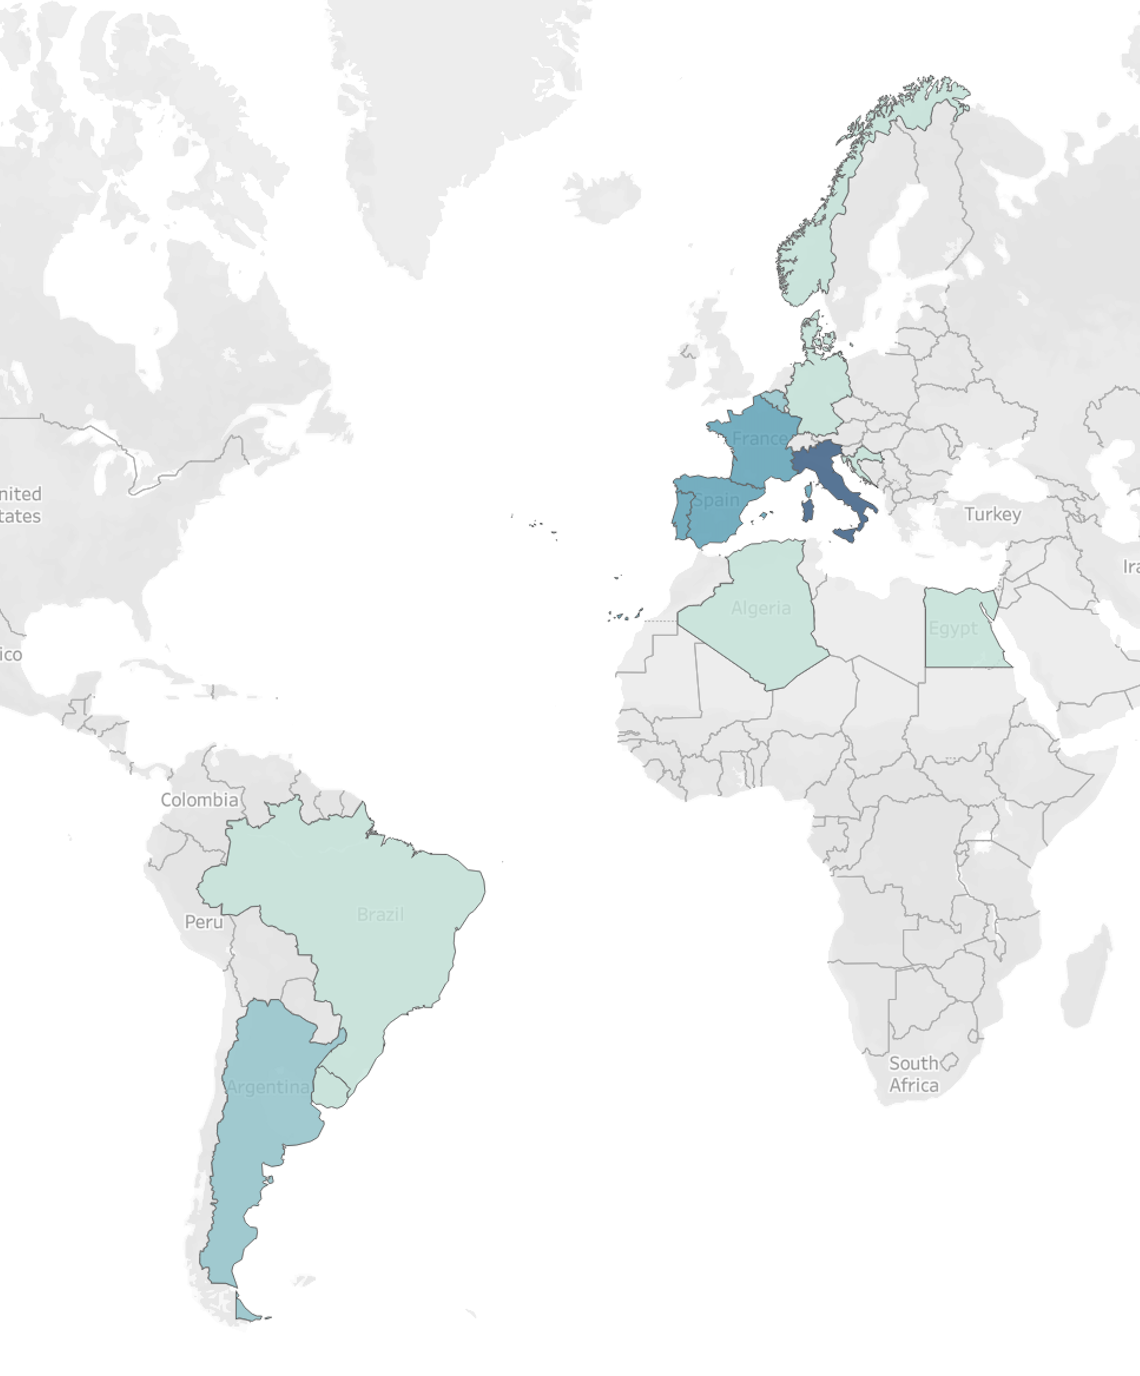 France
Spain
nited
tates
Turkey
Ira
Algeria
Egypt
ico
Colombia
Brazil
Peru
South
Africa
Argentina